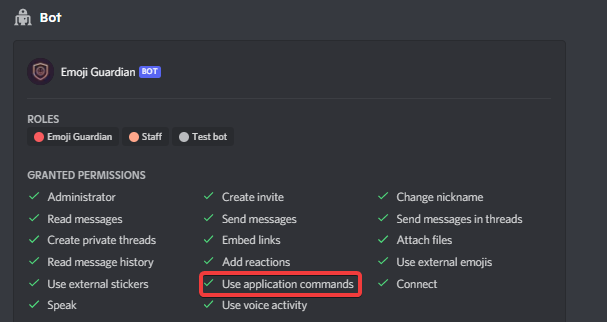 Bot
Emoji Guardian BOT
ROLES
Emoji Guardian Staff Test bot
GRANTED PERMISSIONS
Administrator Create invite Change nickname
Read messages Send messages Send messages in threads
Create private threads Embed links Attach files
Read message history Add reactions Use external emojis
Use external stickers Use application commands Connect
Speak Use voice activity